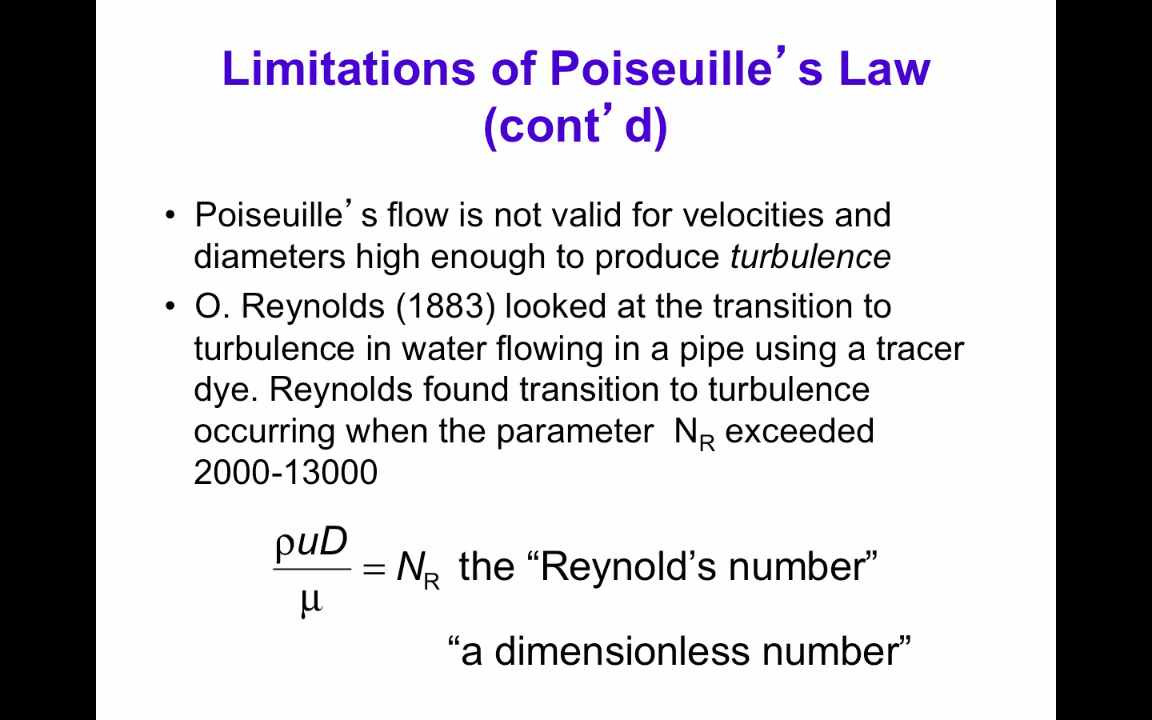 Limitations of Poiseuille’s Law
(cont’d)
• Poiseuille’s flow is not valid for velocities and
diameters high enough to produce turbulence
• O. Reynolds (1883) looked at the transition to
turbulence in water flowing in a pipe using a tracer
dye. Reynolds found transition to turbulence
occurring when the parameter N_R exceeded
2000-13000
ρuD/μ = N_R the “Reynold’s number”
“a dimensionless number”